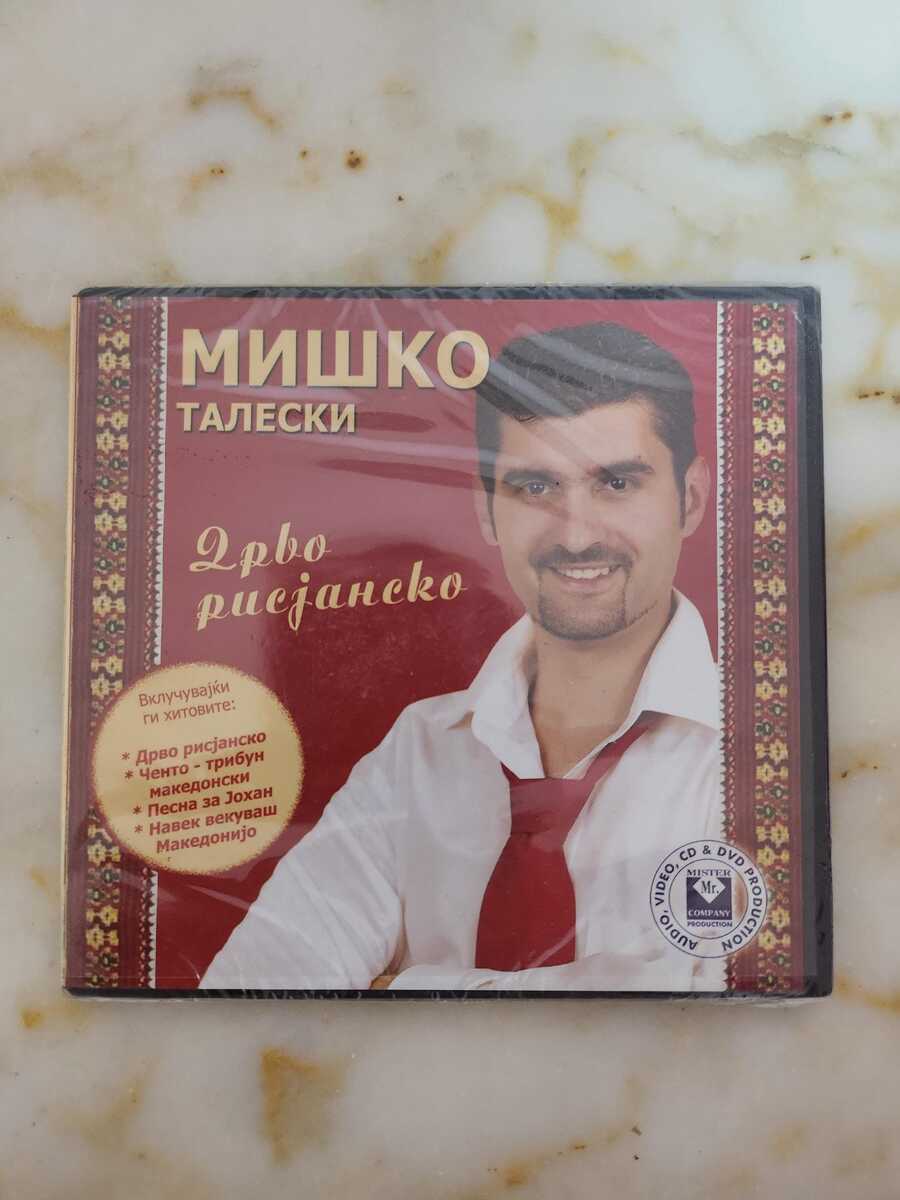 МИШКО
ТАЛЕСКИ
Дрво
рисјанско
Вклучувајќи
ги хитовите:
* Дрво рисјанско
* Ченто - трибун
македонски
* Песна за Јохан
* Навек векуваш
Македонијо
AUDIO, VIDEO, CD & DVD PRODUCTION
MISTER
Mr.
COMPANY
PRODUCTION